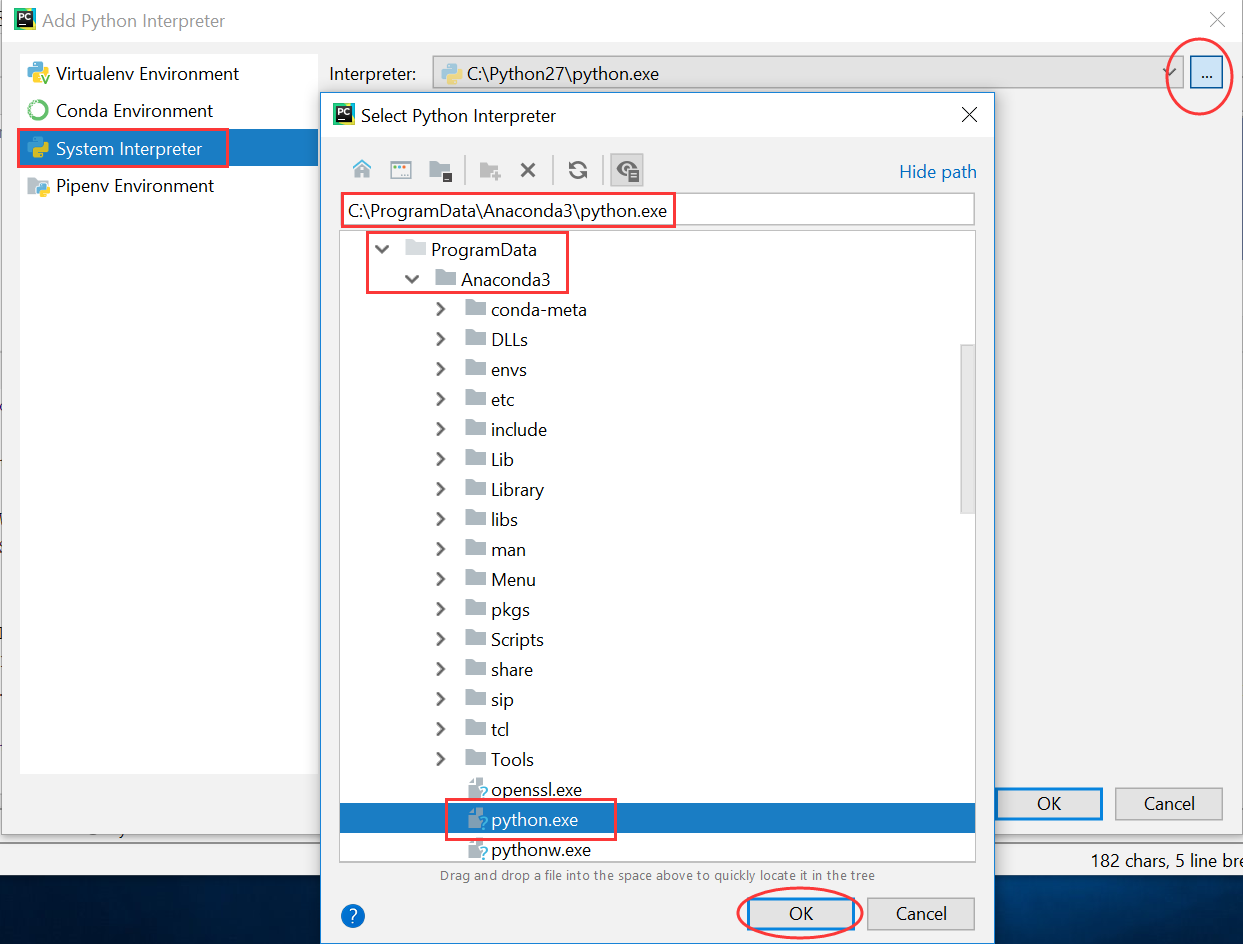 PC Add Python Interpreter
Virtualenv Environment
Conda Environment
System Interpreter
Pipenv Environment
Interpreter: C:\Python27\python.exe ...
PC Select Python Interpreter
Hide path
C:\ProgramData\Anaconda3\python.exe
ProgramData
Anaconda3
conda-meta
DLLs
envs
etc
include
Lib
Library
libs
man
Menu
pkgs
Scripts
share
sip
tcl
Tools
openssl.exe
python.exe
pythonw.exe
Drag and drop a file into the space above to quickly locate it in the tree
? OK Cancel
OK Cancel
182 chars, 5 line bre